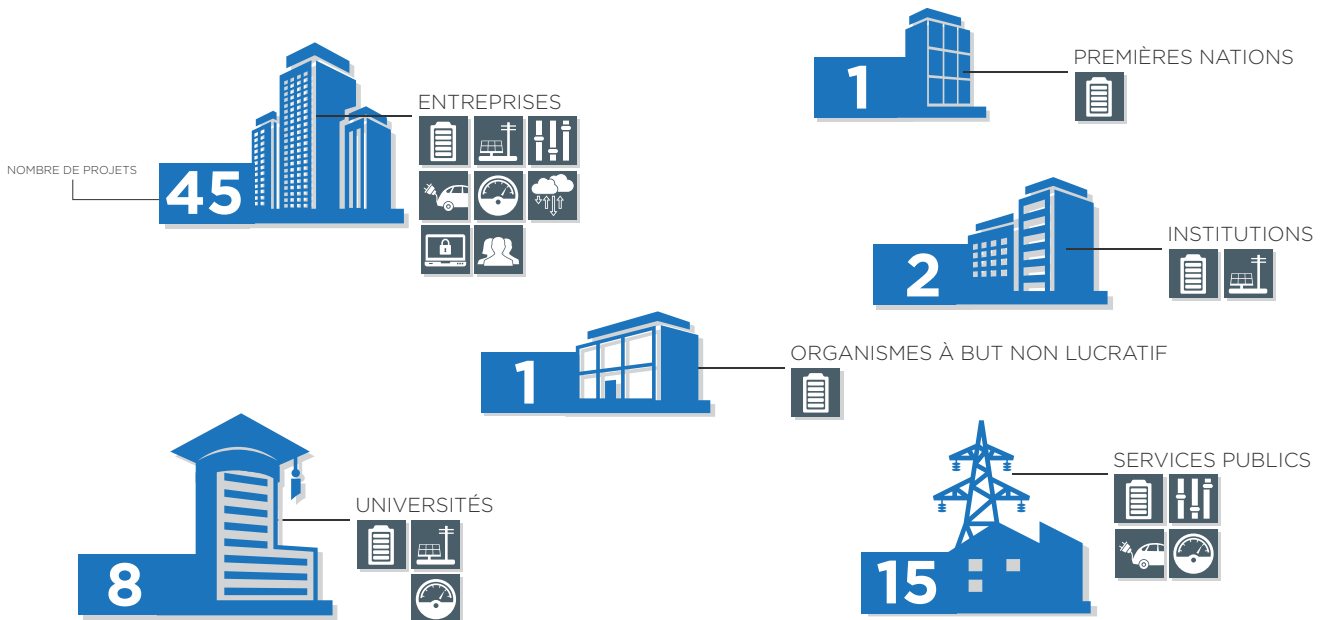 1
PREMIÈRES NATIONS
ENTREPRISES
NOMBRE DE PROJETS
45
INSTITUTIONS
2
ORGANISMES À BUT NON LUCRATIF
1
SERVICES PUBLICS
UNIVERSITÉS
8
15